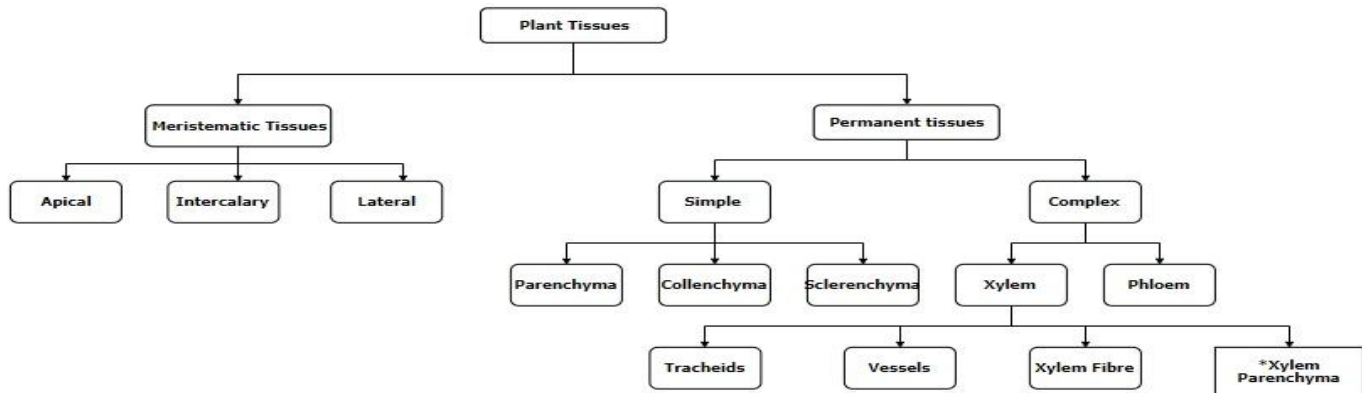 Plant Tissues
Meristematic Tissues
Permanent tissues
Apical
Intercalary
Lateral
Simple
Complex
Parenchyma
Collenchyma
Sclerenchyma
Xylem
Phloem
Tracheids
Vessels
Xylem Fibre
*Xylem
Parenchyma